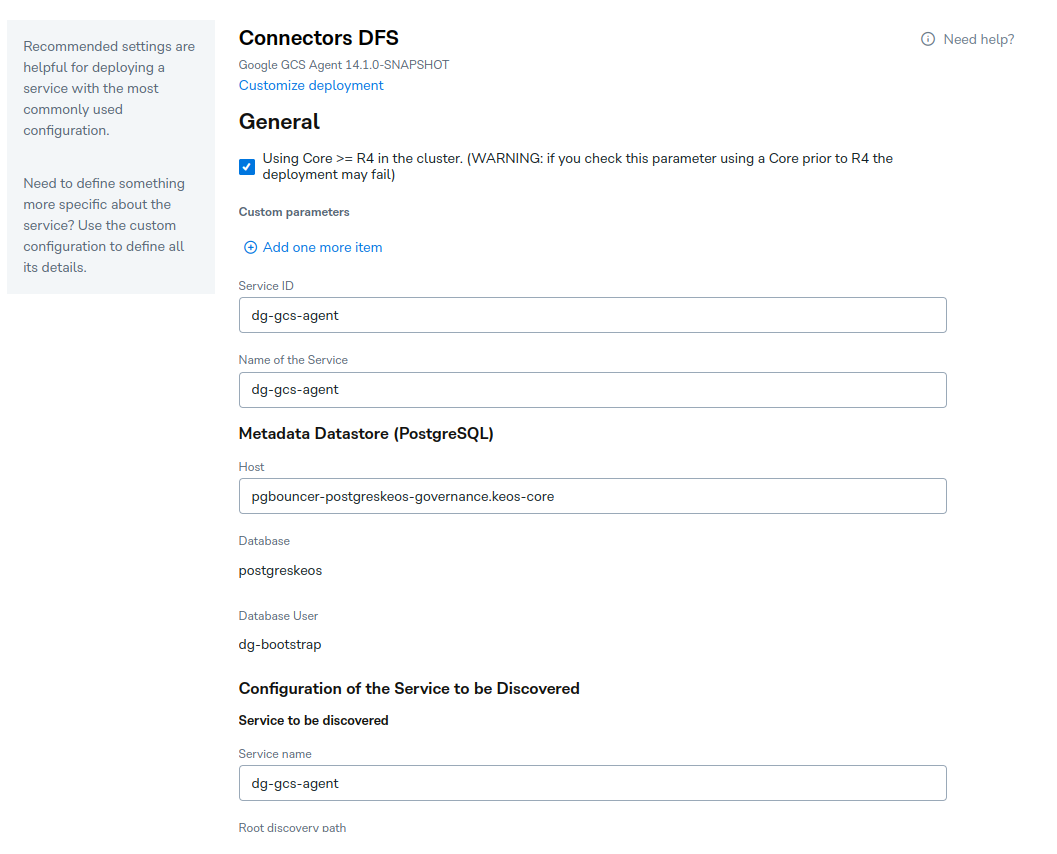 Recommended settings are
helpful for deploying a
service with the most
commonly used
configuration.
Need to define something
more specific about the
service? Use the custom
configuration to define all
its details.
Connectors DFS
Need help?
Google GCS Agent 14.1.0-SNAPSHOT
Customize deployment
General
Using Core >= R4 in the cluster. (WARNING: if you check this parameter using a Core prior to R4 the
deployment may fail)
Custom parameters
Add one more item
Service ID
dg-gcs-agent
Name of the Service
dg-gcs-agent
Metadata Datastore (PostgreSQL)
Host
pgbouncer-postgreskeos-governance.keos-core
Database
postgreskeos
Database User
dg-bootstrap
Configuration of the Service to be Discovered
Service to be discovered
Service name
dg-gcs-agent
Root discovery path